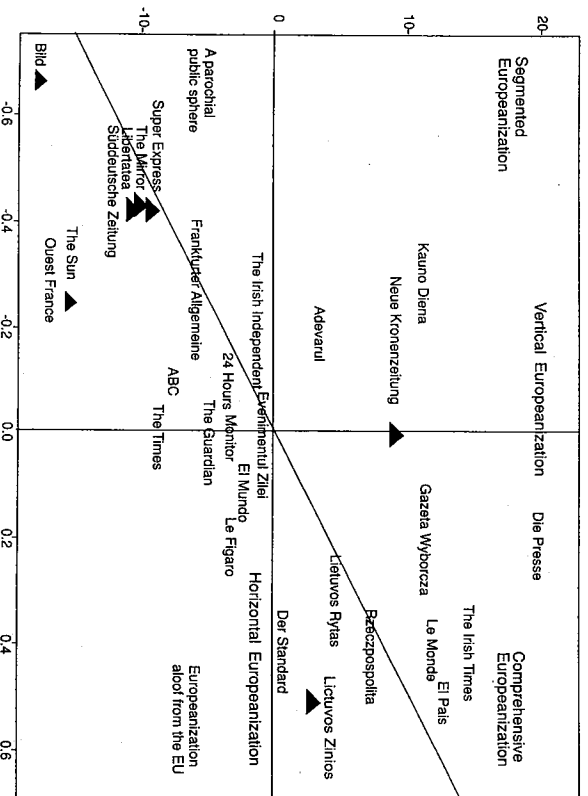 20-
Vertical Europeanization
Die Presse
Segmented
Europeanization
Comprehensive
Europeanization
The Irish Times
El Pais
Le Monde
Kauno Diena
Gazeta Wyborcza
10-
Neue Kronenzeitung
Rzeczpospolita
Adevarul
Lietuvos Rytas
Lictuvos Zinios
Der Standard
0
The Irish Independent
Evenimentul Zilei
Horizontal Europeanization
El Mundo
24 Hours
Monitor
Le Figaro
The Guardian
Frankfurter Allgemeine
A parochial
public sphere
Europeanization
aloof from the EU
ABC
The Times
Super Express
The Mirror
-10-
Libertatea
Süddeutsche Zeitung
The Sun
Ouest France
Bild
-0.6
-0.4
-0.2
0.0
0.2
0.4
0.6